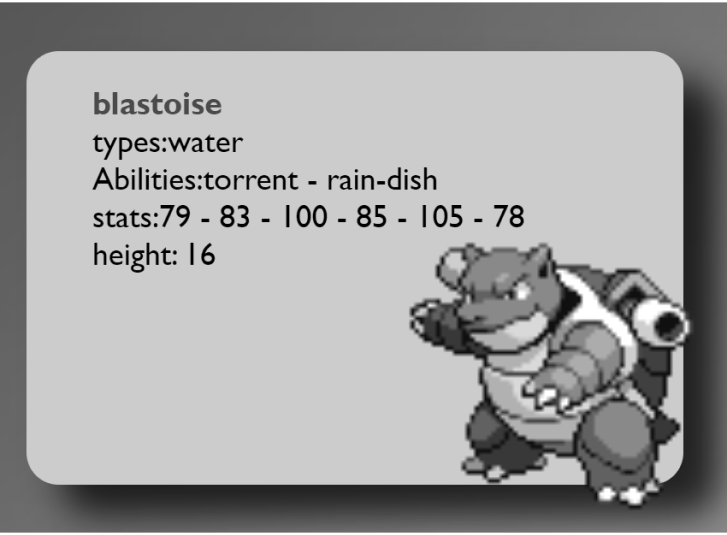 blastoise
types:water
Abilities:torrent - rain-dish
stats:79 - 83 - 100 - 85 - 105 - 78
height: 16